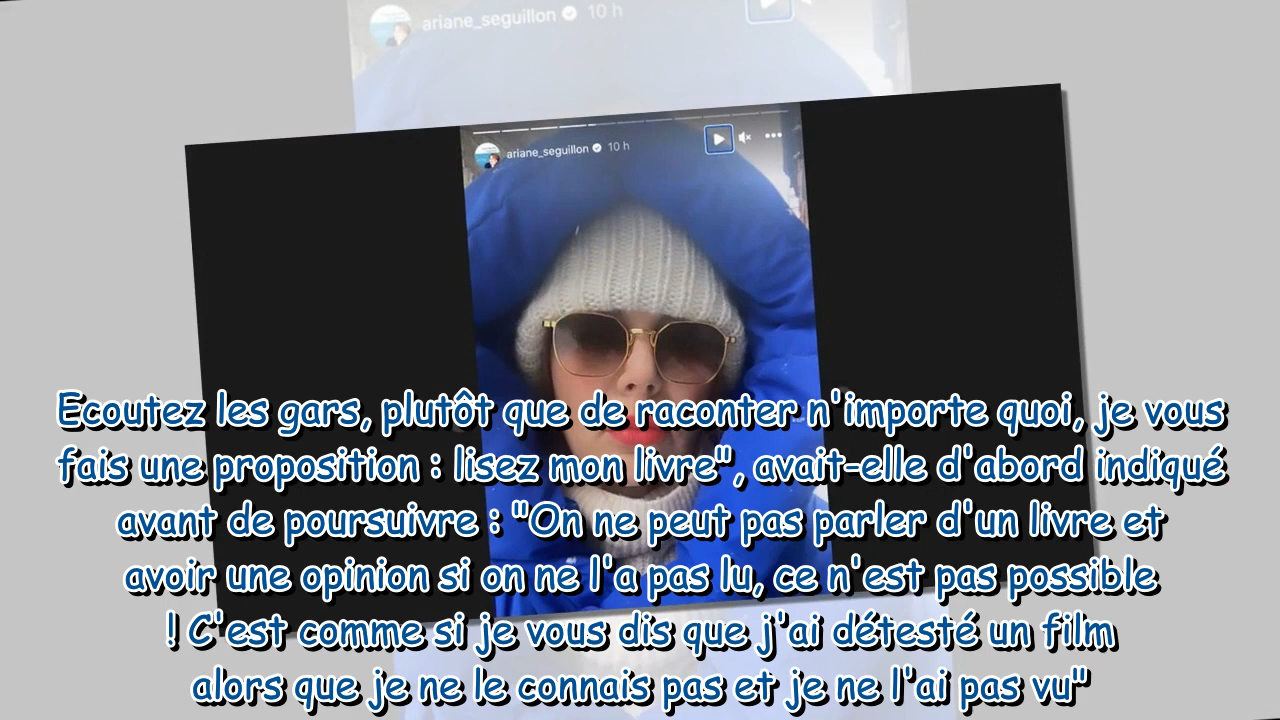 ariane_seguillon 10 h
ariane_seguillon 10 h
Ecoutez les gars, plutôt que de raconter n'importe quoi, je vous
fais une proposition : lisez mon livre", avait-elle d'abord indiqué
avant de poursuivre : "On ne peut pas parler d'un livre et
avoir une opinion si on ne l'a pas lu, ce n'est pas possible
! C'est comme si je vous dis que j'ai détesté un film
alors que je ne le connais pas et je ne l'ai pas vu"